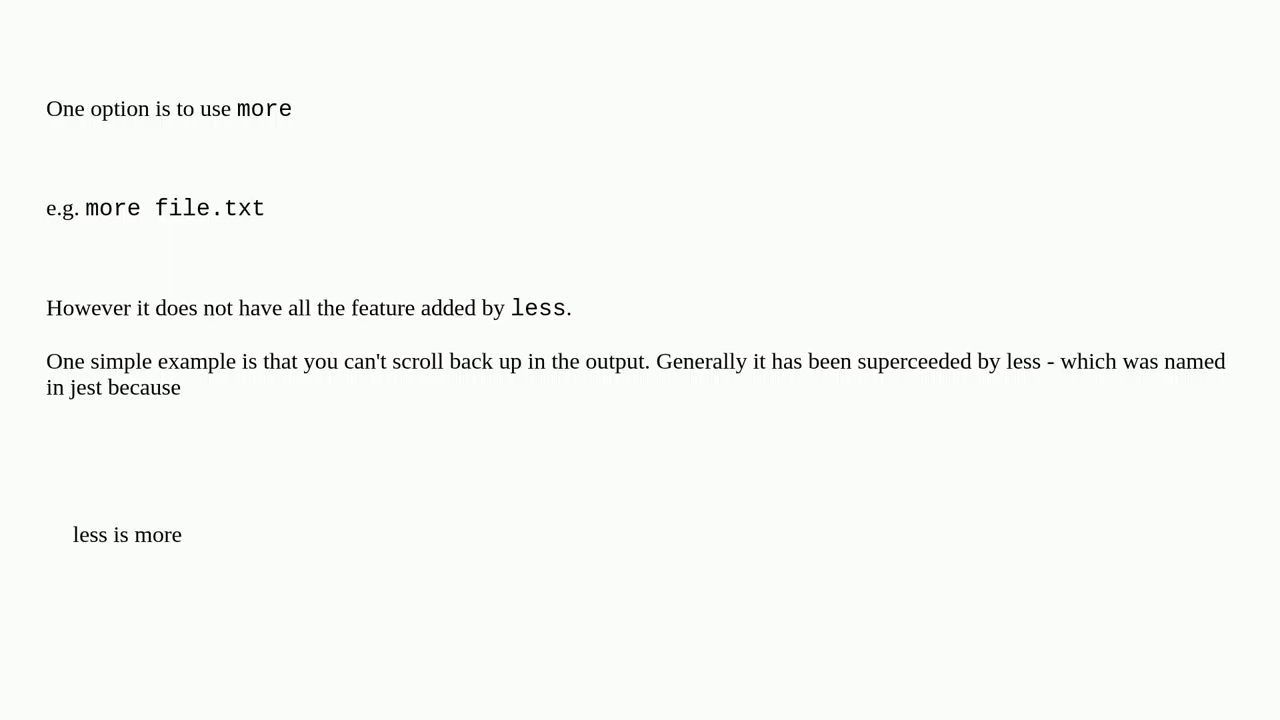 One option is to use more
e.g. more file.txt
However it does not have all the feature added by less.
One simple example is that you can't scroll back up in the output. Generally it has been superceeded by less - which was named
in jest because
less is more